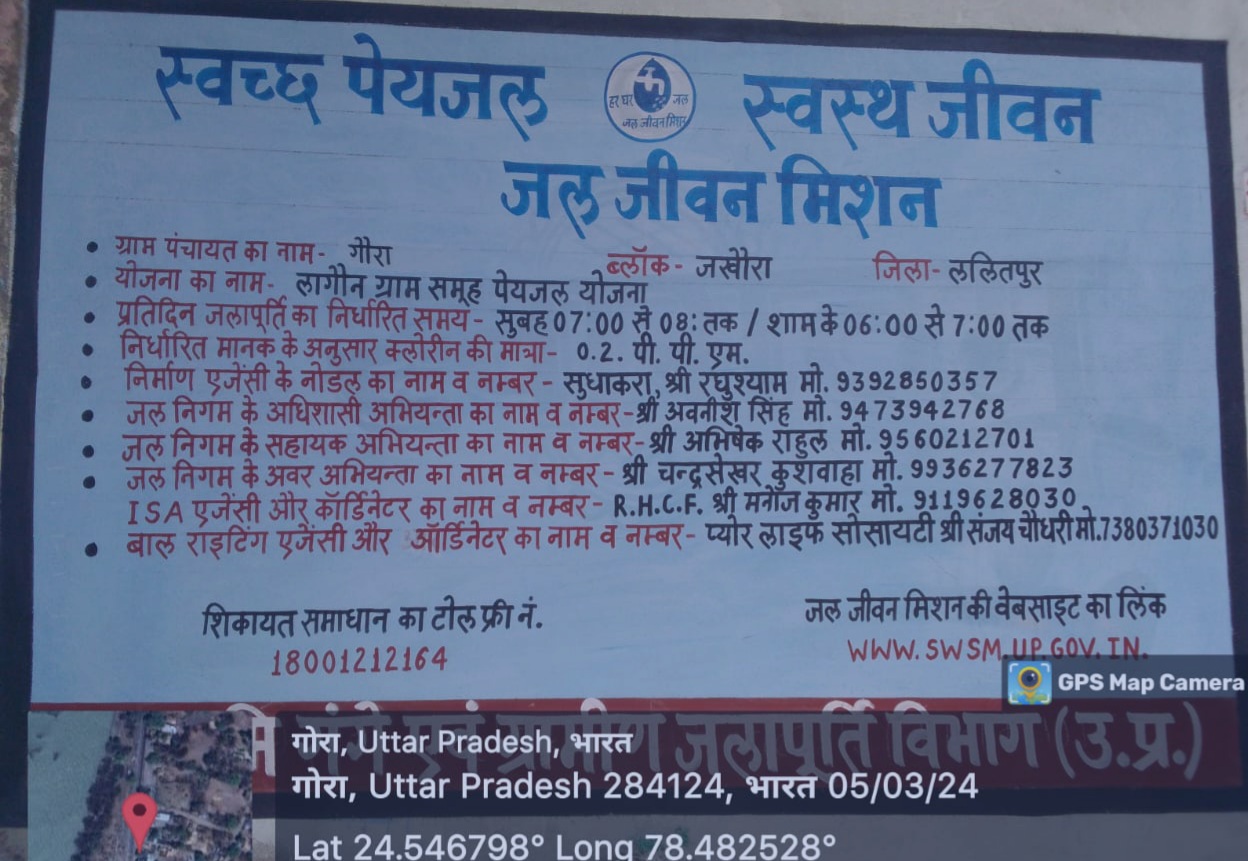 स्वच्छ पेयजल
हर घर जल
जल जीवन मिशन
स्वस्थ जीवन
जल जीवन मिशन
• ग्राम पंचायत का नाम- गौरा ब्लॉक- जखौरा जिला- ललितपुर
• योजना का नाम- लागौन ग्राम समूह पेयजल योजना
• प्रतिदिन जलापूर्ति का निर्धारित समय- सुबह 07:00 से 08: तक / शाम के 06:00 से 7:00 तक
• निर्धारित मानक के अनुसार क्लोरीन की मात्रा- 0.2. पी. पी. एम.
• निर्माण एजेंसी के नोडल का नाम व नम्बर- सुधाकरा, श्री रघुश्याम मो. 9392850357
• जल निगम के अधिशासी अभियन्ता का नाम व नम्बर-श्री अवनीश सिंह मो. 9473942768
• जल निगम के सहायक अभियन्ता का नाम व नम्बर-श्री अभिषेक राहुल मो. 9560212701
• जल निगम के अवर अभियन्ता का नाम व नम्बर- श्री चन्द्रसेखर कुशवाहा मो. 9936277823
ISA एजेंसी और कॉर्डिनेटर का नाम व नम्बर- R.H.C.F. श्री मनोज कुमार मो. 9119628030
• बाल राइटिंग एजेंसी और ऑर्डिनेटर का नाम व नम्बर- प्योर लाइफ सोसायटी श्री संजय चौधरी मो.7380371030
शिकायत समाधान का टोल फ्री नं.
18001212164
जल जीवन मिशन की वेबसाइट का लिंक
WWW.SWSM.UP.GOV.IN.
GPS Map Camera
एवं ग्रामीण जलापूर्ति विभाग (उ.प्र.)
गोरा, Uttar Pradesh, भारत
गोरा, Uttar Pradesh 284124, भारत 05/03/24
Lat 24.546798° Long 78.482528°